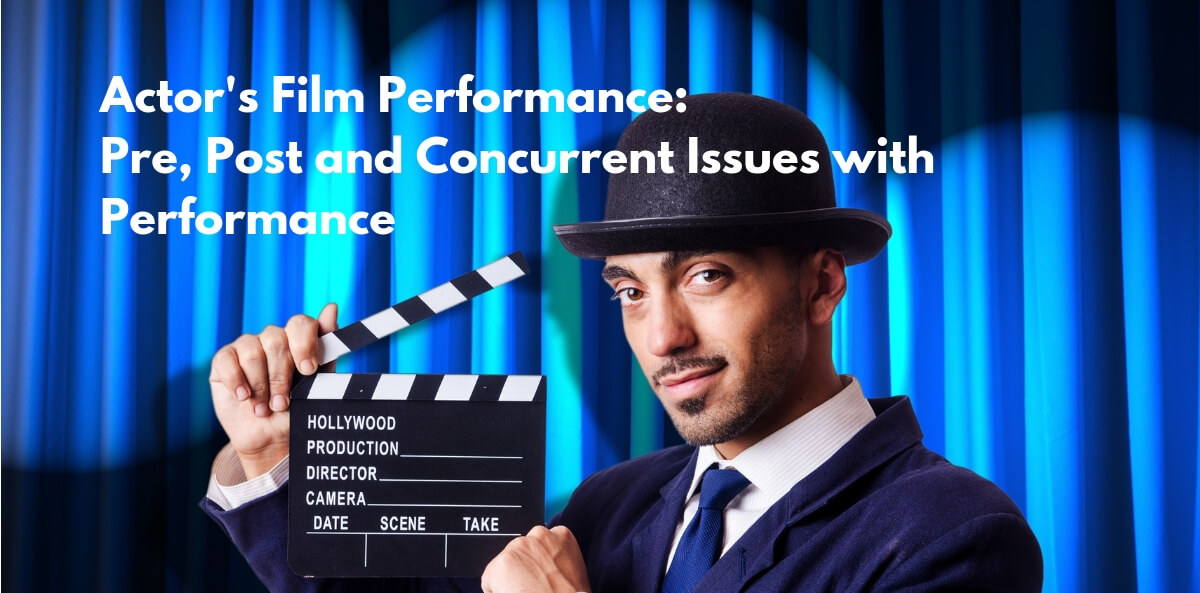 Actor's Film Performance:
Pre, Post and Concurrent Issues with
Performance
HOLLYWOOD
PRODUCTION
DIRECTOR
CAMERA
DATE SCENE TAKE